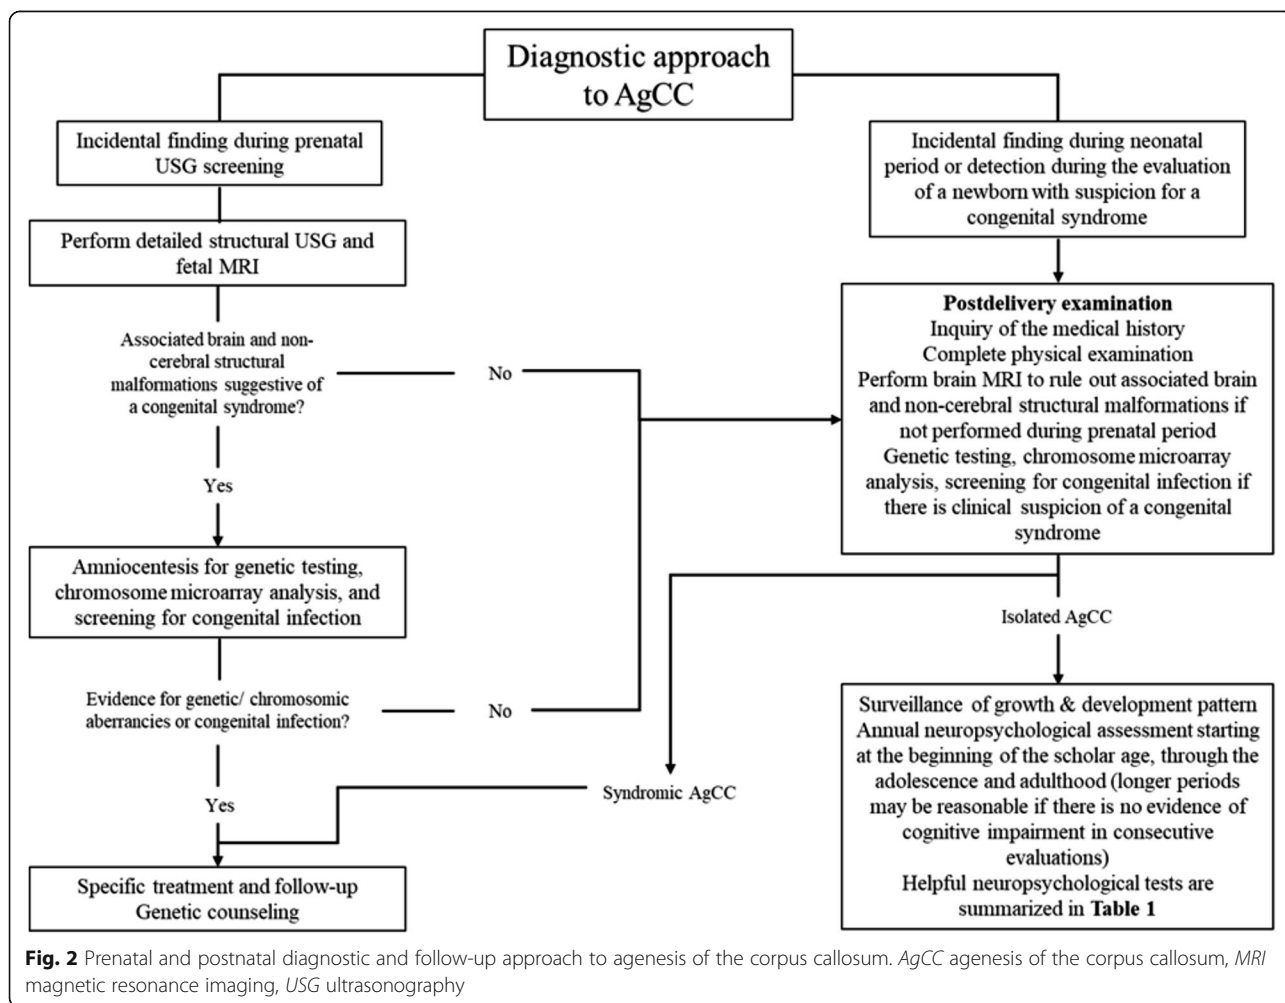 Diagnostic approach
to AgCC
Incidental finding during prenatal
USG screening
Perform detailed structural USG and
fetal MRI
Associated brain and non-
cerebral structural
malformations suggestive of
a congenital syndrome?
No
Yes
Amniocentesis for genetic testing,
chromosome microarray analysis, and
screening for congenital infection
Evidence for genetic/ chromosomic
aberrancies or congenital infection?
No
Yes
Specific treatment and follow-up
Genetic counseling
Incidental finding during neonatal
period or detection during the evaluation
of a newborn with suspicion for a
congenital syndrome
Postdelivery examination
Inquiry of the medical history
Complete physical examination
Perform brain MRI to rule out associated brain
and non-cerebral structural malformations if
not performed during prenatal period
Genetic testing, chromosome microarray
analysis, screening for congenital infection if
there is clinical suspicion of a congenital
syndrome
Isolated AgCC
Syndromic AgCC
Surveillance of growth & development pattern
Annual neuropsychological assessment starting
at the beginning of the scholar age, through the
adolescence and adulthood (longer periods
may be reasonable if there is no evidence of
cognitive impairment in consecutive
evaluations)
Helpful neuropsychological tests are
summarized in Table 1
Fig. 2 Prenatal and postnatal diagnostic and follow-up approach to agenesis of the corpus callosum. AgCC agenesis of the corpus callosum, MRI
magnetic resonance imaging, USG ultrasonography